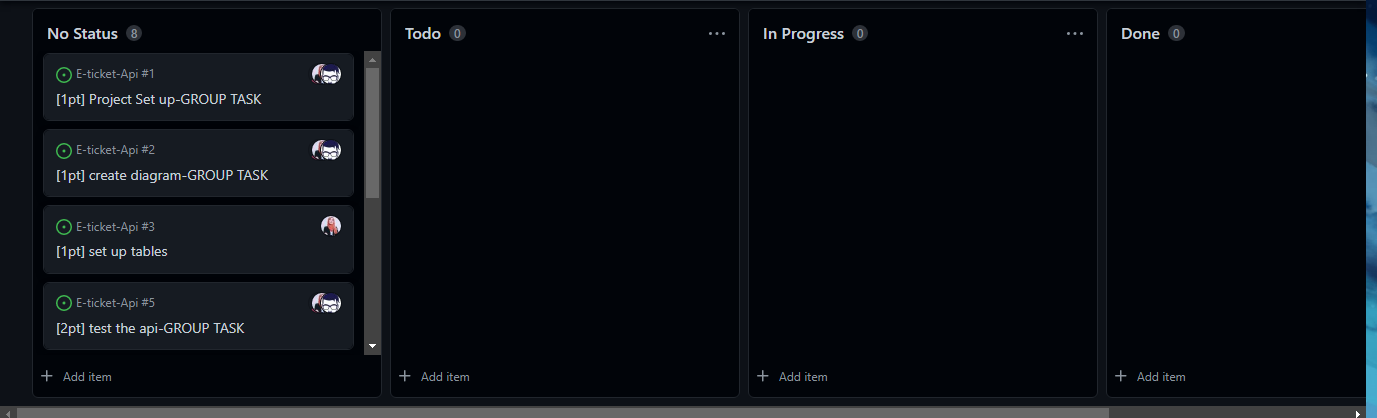 No Status 8
E-ticket-Api #1
[1pt] Project Set up-GROUP TASK
E-ticket-Api #2
[1pt] create diagram-GROUP TASK
E-ticket-Api #3
[1pt] set up tables
E-ticket-Api #5
[2pt] test the api-GROUP TASK
+ Add item
Todo 0 ...
+ Add item
In Progress 0 ...
+ Add item
Done 0
+ Add item